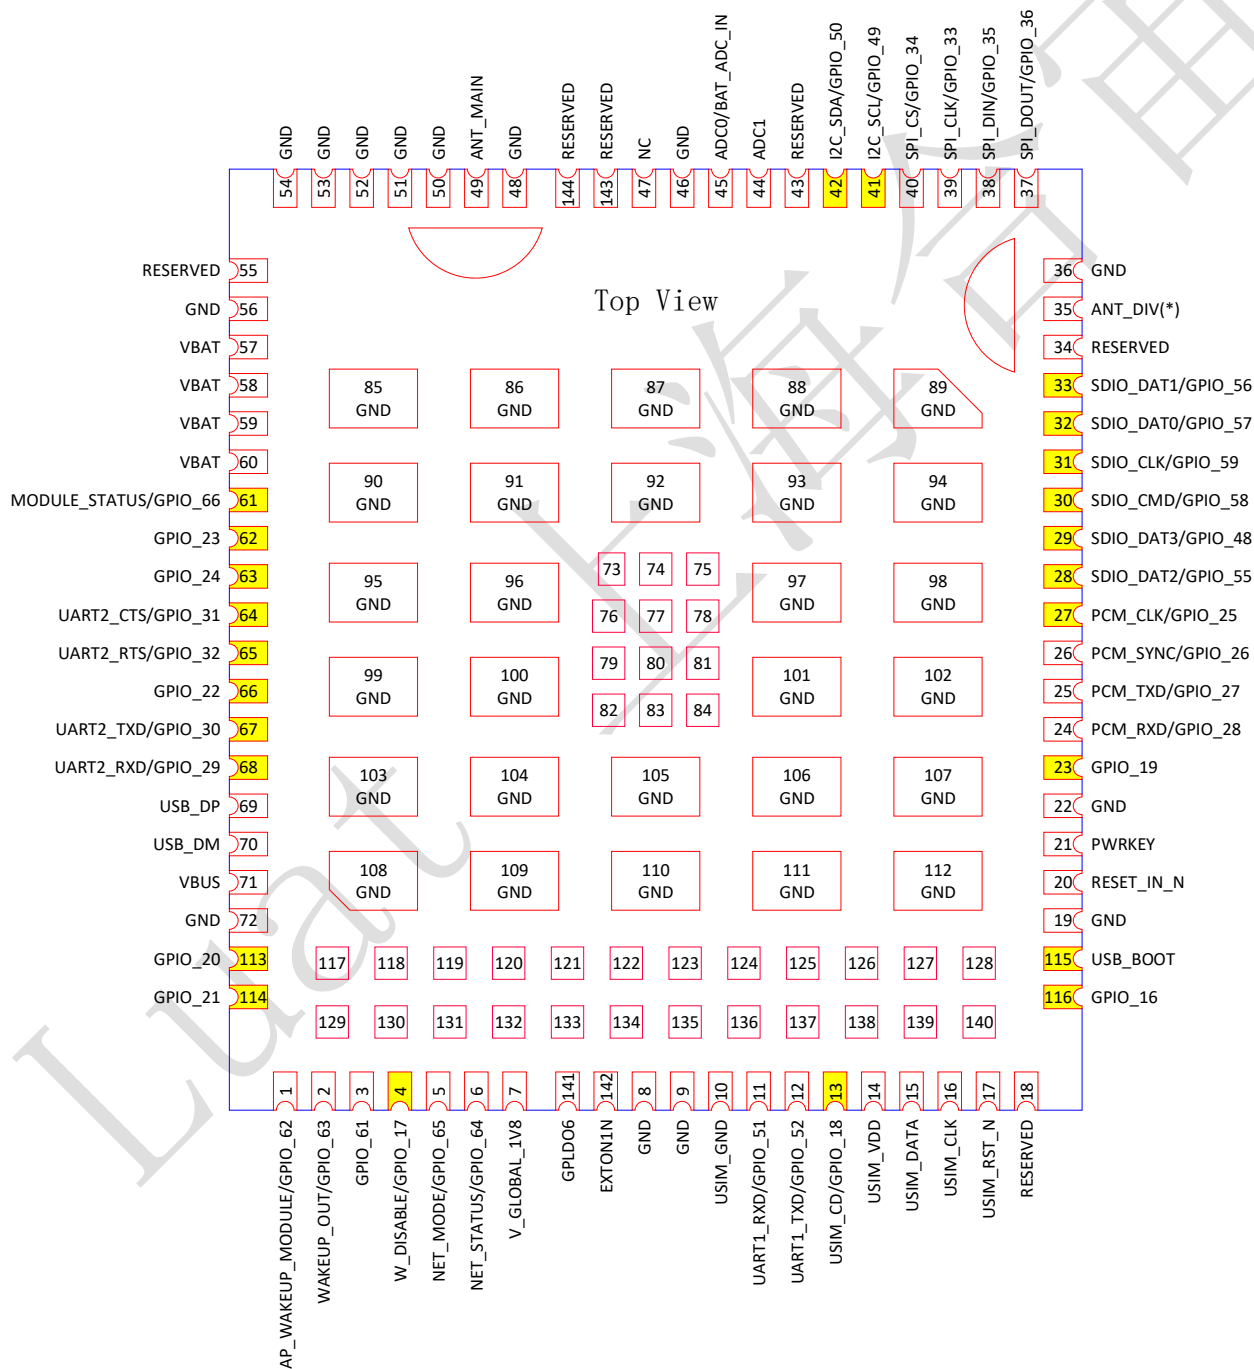 GND
GND
GND
GND
GND
ANT_MAIN
GND
RESERVED
RESERVED
NC
GND
ADC0/BAT_ADC_IN
ADC1
RESERVED
I2C_SDA/GPIO_50
I2C_SCL/GPIO_49
SPI_CS/GPIO_34
SPI_CLK/GPIO_33
SPI_DIN/GPIO_35
SPI_DOUT/GPIO_36
54 53 52 51 50 49 48 144 143 47 46 45 44 43 42 41 40 39 38 37
Top View
RESERVED 55
GND 56
VBAT 57
VBAT 58
VBAT 59
VBAT 60
MODULE_STATUS/GPIO_66 61
GPIO_23 62
GPIO_24 63
UART2_CTS/GPIO_31 64
UART2_RTS/GPIO_32 65
GPIO_22 66
UART2_TXD/GPIO_30 67
UART2_RXD/GPIO_29 68
USB_DP 69
USB_DM 70
VBUS 71
GND 72
GPIO_20 113
GPIO_21 114
85 86 87 88 89
GND GND GND GND GND
90 91 92 93 94
GND GND GND GND GND
73 74 75
95 96 97 98
GND GND GND GND
76 77 78
79 80 81
99 100 101 102
GND GND GND GND
82 83 84
103 104 105 106 107
GND GND GND GND GND
108 109 110 111 112
GND GND GND GND GND
117 118 119 120 121 122 123 124 125 126 127 128
129 130 131 132 133 134 135 136 137 138 139 140
36 GND
35 ANT_DIV(*)
34 RESERVED
33 SDIO_DAT1/GPIO_56
32 SDIO_DAT0/GPIO_57
31 SDIO_CLK/GPIO_59
30 SDIO_CMD/GPIO_58
29 SDIO_DAT3/GPIO_48
28 SDIO_DAT2/GPIO_55
27 PCM_CLK/GPIO_25
26 PCM_SYNC/GPIO_26
25 PCM_TXD/GPIO_27
24 PCM_RXD/GPIO_28
23 GPIO_19
22 GND
21 PWRKEY
20 RESET_IN_N
19 GND
115 USB_BOOT
116 GPIO_16
1 2 3 4 5 6 7 141 142 8 9 10 11 12 13 14 15 16 17 18
AP_WAKEUP_MODULE/GPIO_62
WAKEUP_OUT/GPIO_63
GPIO_61
W_DISABLE/GPIO_17
NET_MODE/GPIO_65
NET_STATUS/GPIO_64
V_GLOBAL_1V8
GPLDO6
EXTON1N
GND
GND
USIM_GND
UART1_RXD/GPIO_51
UART1_TXD/GPIO_52
USIM_CD/GPIO_18
USIM_VDD
USIM_DATA
USIM_CLK
USIM_RST_N
RESERVED
Luat 上海合宙